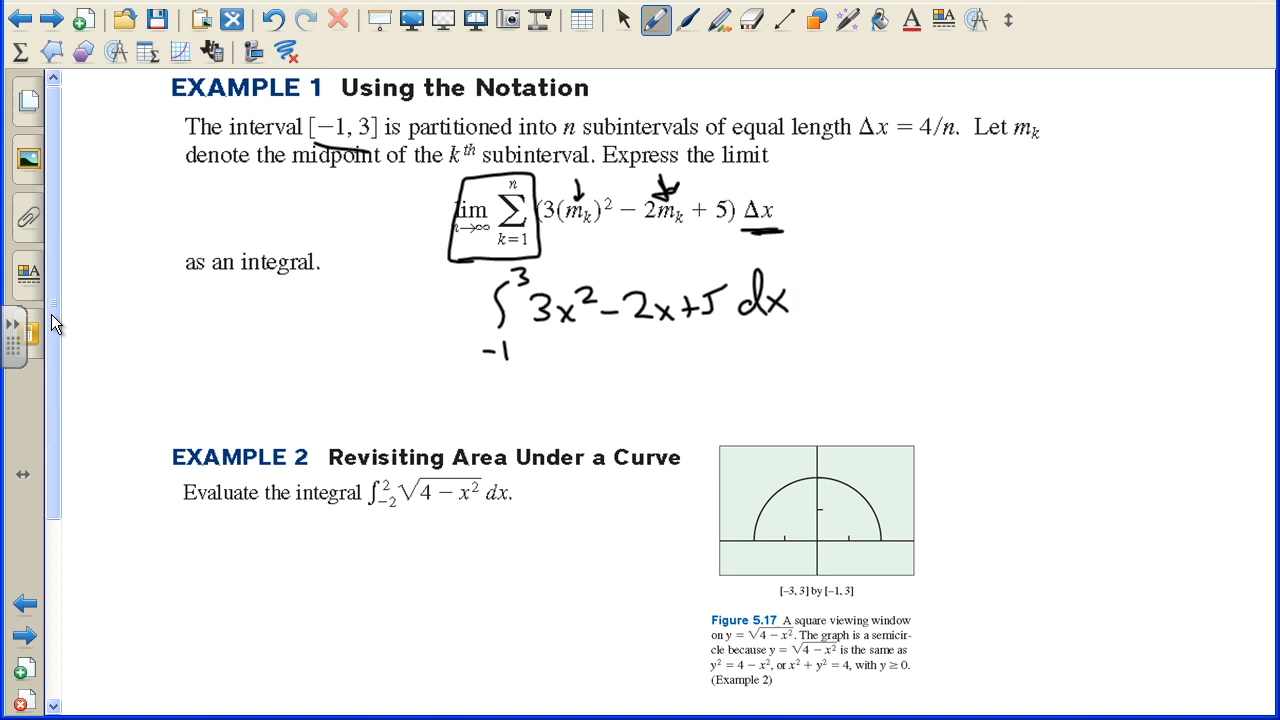 EXAMPLE 1 Using the Notation
The interval [−1, 3] is partitioned into n subintervals of equal length Δx = 4/n. Let mₖ
denote the midpoint of the kᵗʰ subinterval. Express the limit
lim n→∞ ∑ k=1 n (3(mₖ)² − 2mₖ + 5) Δx
as an integral.
∫ -1 3 3x² - 2x + 5 dx
EXAMPLE 2 Revisiting Area Under a Curve
Evaluate the integral ∫₋₂² √(4 − x²) dx.
[−3, 3] by [−1, 3]
Figure 5.17 A square viewing window
on y = √(4 − x²). The graph is a semicir-
cle because y = √(4 − x²) is the same as
y² = 4 − x², or x² + y² = 4, with y ≥ 0.
(Example 2)